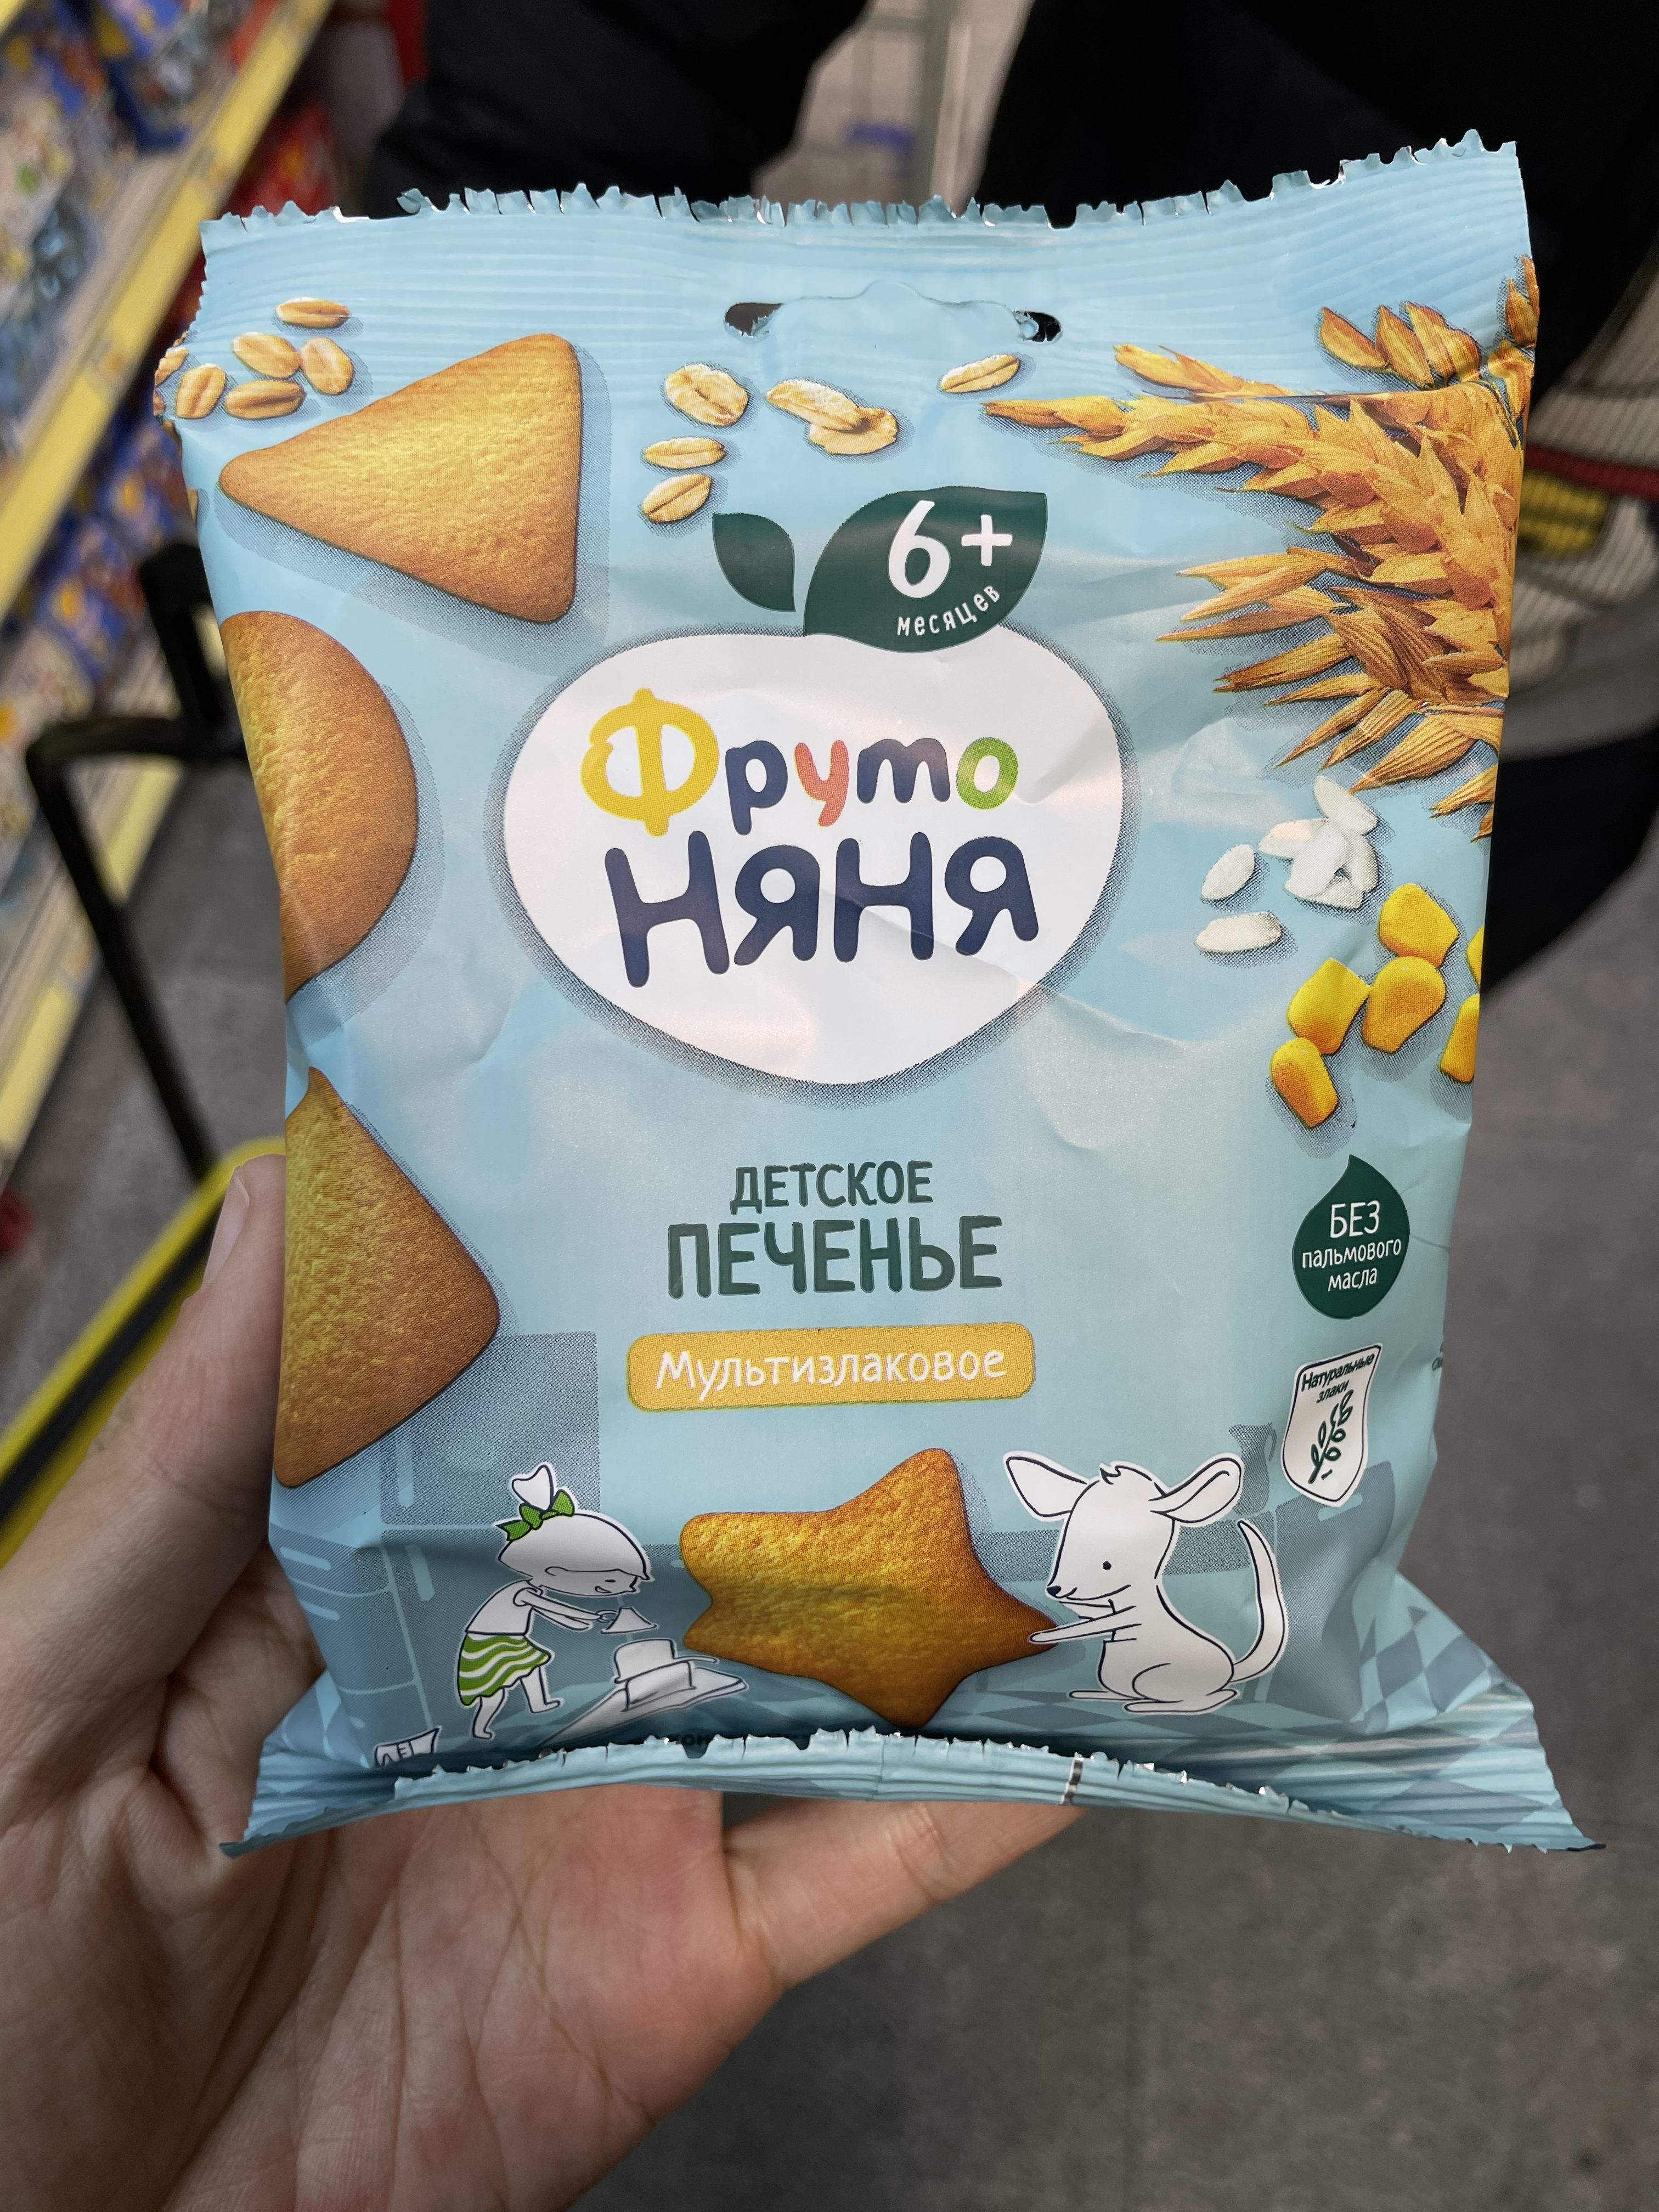 6+
месяцев
Фруто
НЯНЯ
ДЕТСКОЕ
ПЕЧЕНЬЕ
Мультизлаковое
БЕЗ
пальмового
масла
Натуральные
злаки